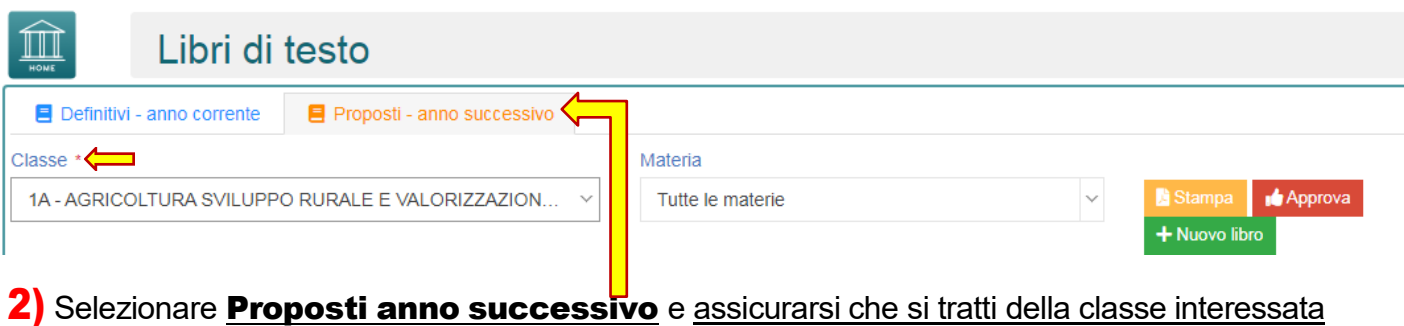 HOME
Libri di testo
Definitivi - anno corrente
Proposti - anno successivo
Classe *
Materia
1A - AGRICOLTURA SVILUPPO RURALE E VALORIZZAZION...
Tutte le materie
Stampa
Approva
+ Nuovo libro
2) Selezionare Proposti anno successivo e assicurarsi che si tratti della classe interessata